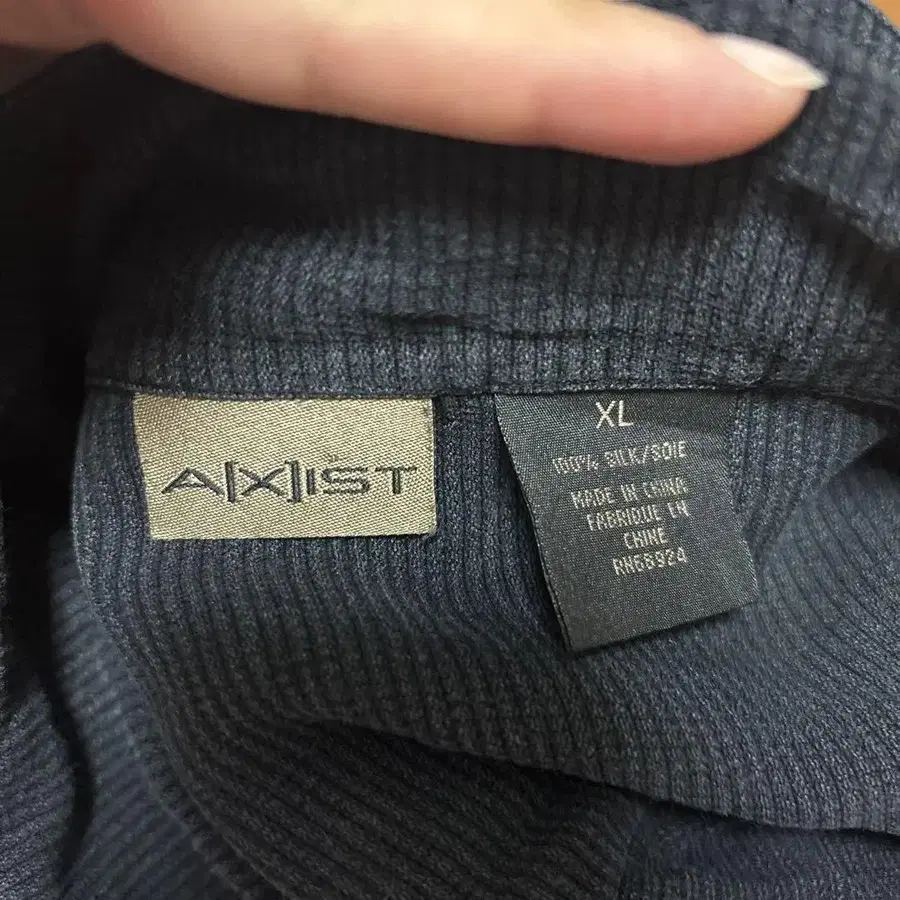 A[X]IST
XL
100% SILK/SOIE
MADE IN CHINA
FABRIQUE EN
CHINE
RN68924